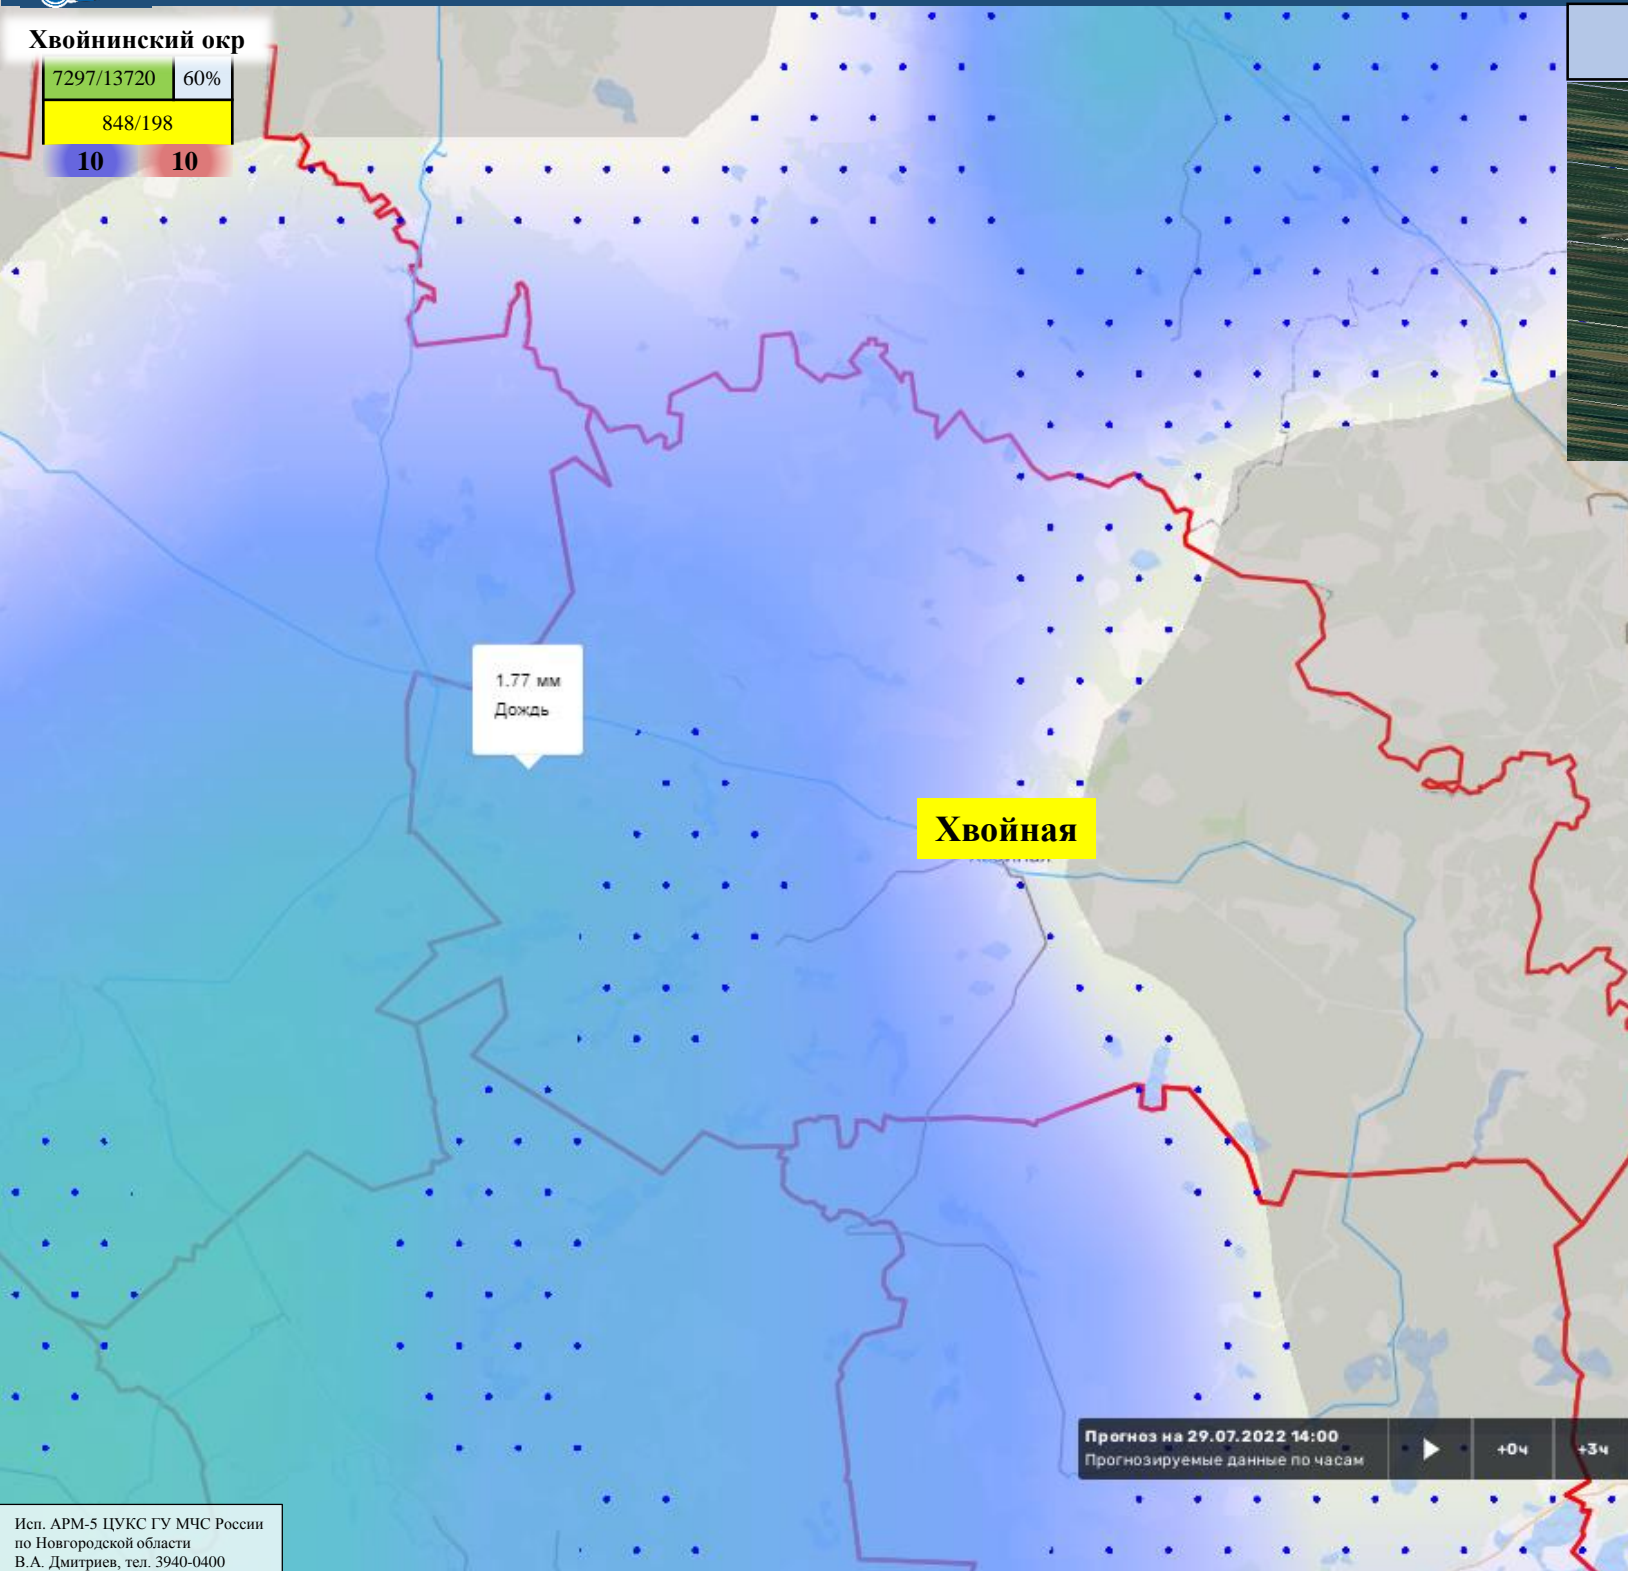 Хвойнинский окр
7297/13720 60%
848/198
10 10
1.77 мм
Дождь
Хвойная
Прогноз на 29.07.2022 14:00
Прогнозируемые данные по часам
+0ч +3ч
Исп. АРМ-5 ЦУКС ГУ МЧС России
по Новгородской области
В.А. Дмитриев, тел. 3940-0400